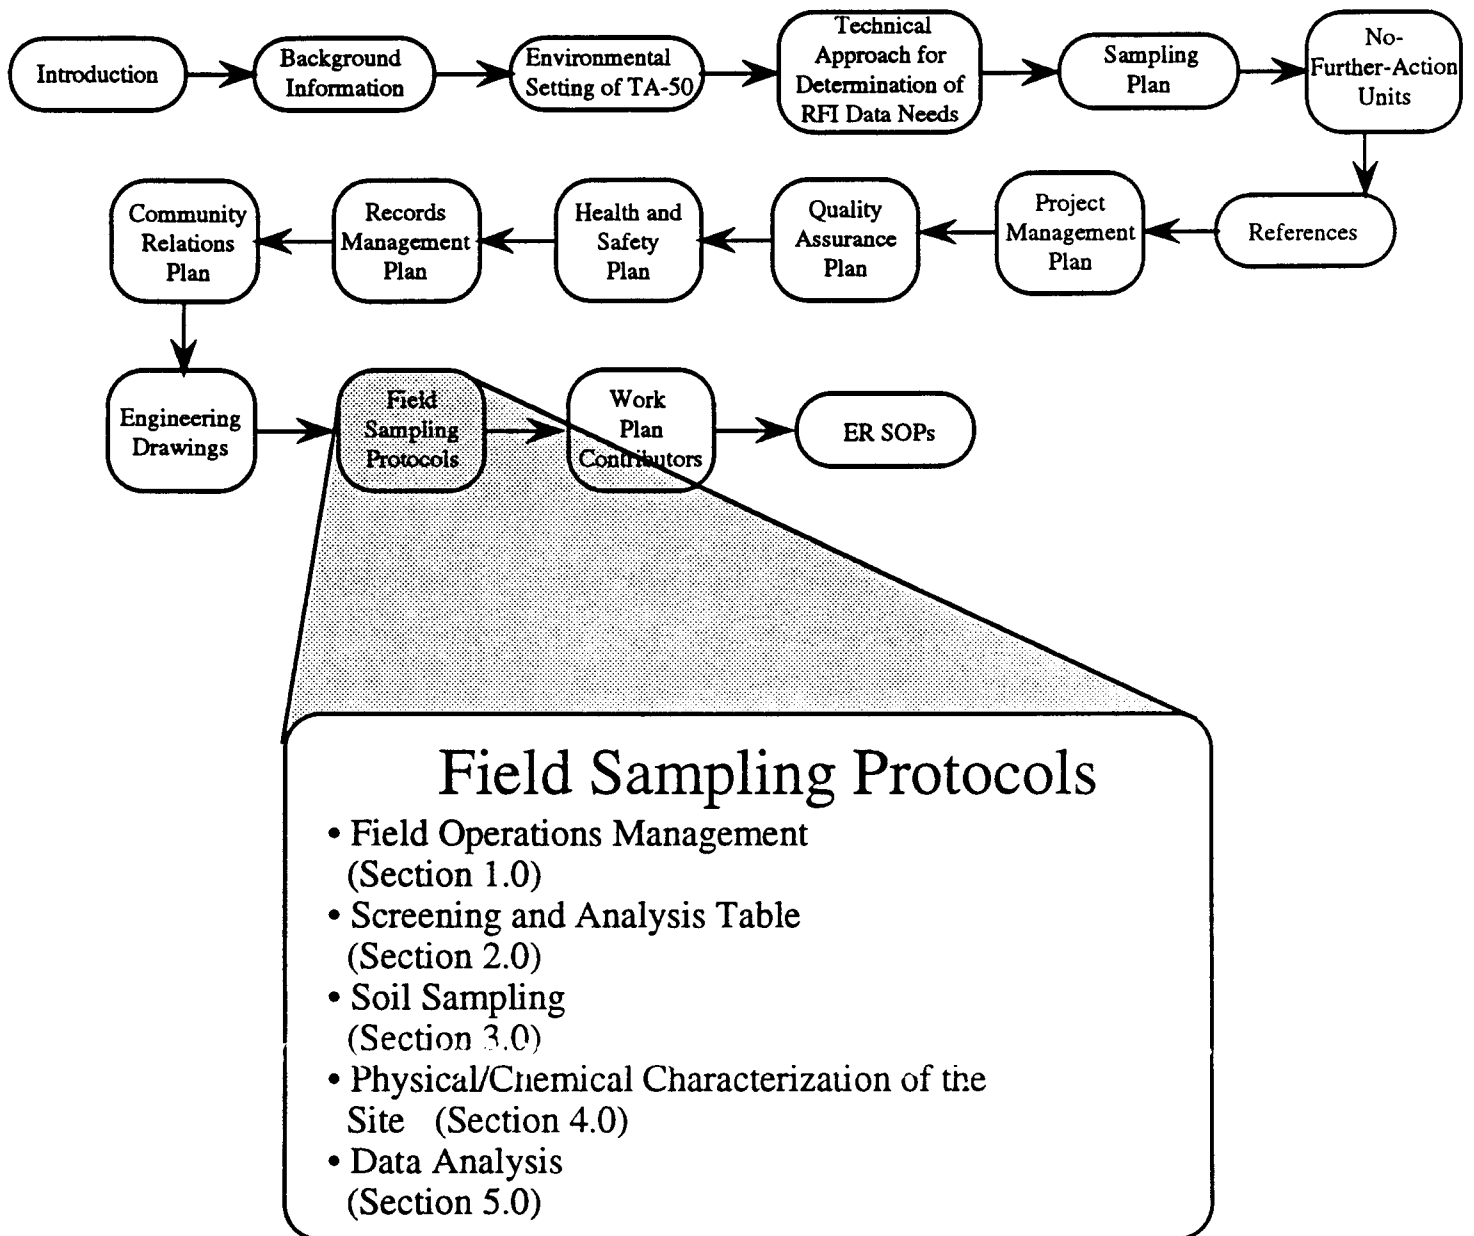 Introduction
Background
Information
Environmental
Setting of TA-50
Technical
Approach for
Determination of
RFI Data Needs
Sampling
Plan
No-
Further-Action
Units
References
Project
Management
Plan
Quality
Assurance
Plan
Health and
Safety
Plan
Records
Management
Plan
Community
Relations
Plan
Engineering
Drawings
Field
Sampling
Protocols
Work
Plan
Contributors
ER SOPs
Field Sampling Protocols
• Field Operations Management
(Section 1.0)
• Screening and Analysis Table
(Section 2.0)
• Soil Sampling
(Section 3.0)
• Physical/Chemical Characterization of the
Site (Section 4.0)
• Data Analysis
(Section 5.0)